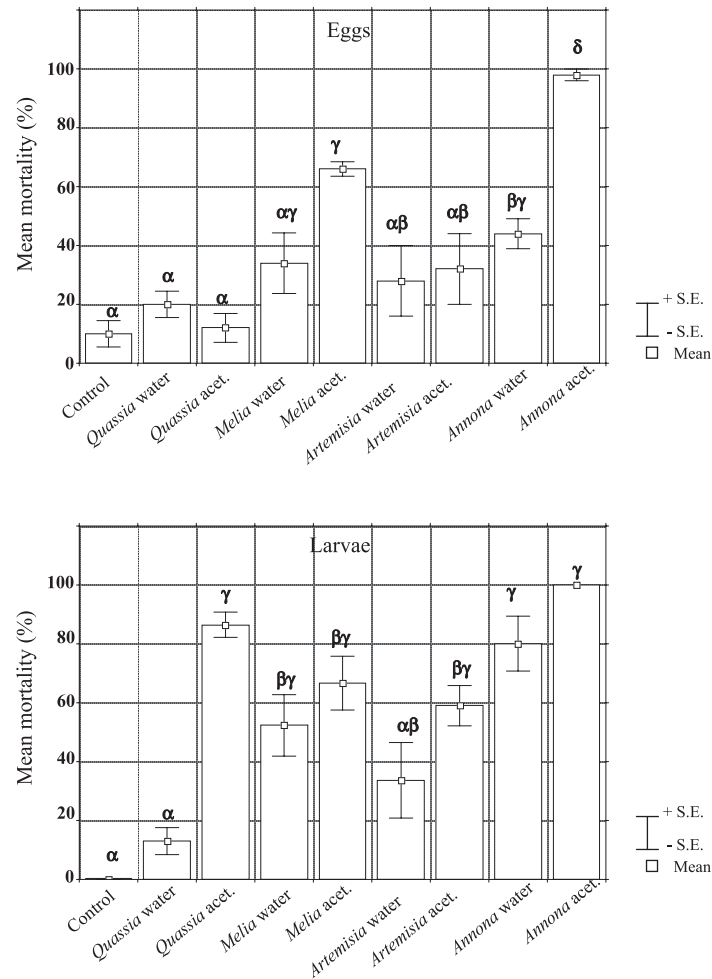 Eggs
Mean mortality (%)
100
80
60
40
20
0
α
α
α
αγ
γ
αβ
αβ
βγ
δ
Control
Quassia water
Quassia acet.
Melia water
Melia acet.
Artemisia water
Artemisia acet.
Annona water
Annona acet.
+ S.E.
- S.E.
Mean
Larvae
Mean mortality (%)
100
80
60
40
20
0
α
α
γ
βγ
βγ
αβ
βγ
γ
γ
Control
Quassia water
Quassia acet.
Melia water
Melia acet.
Artemisia water
Artemisia acet.
Annona water
Annona acet.
+ S.E.
- S.E.
Mean